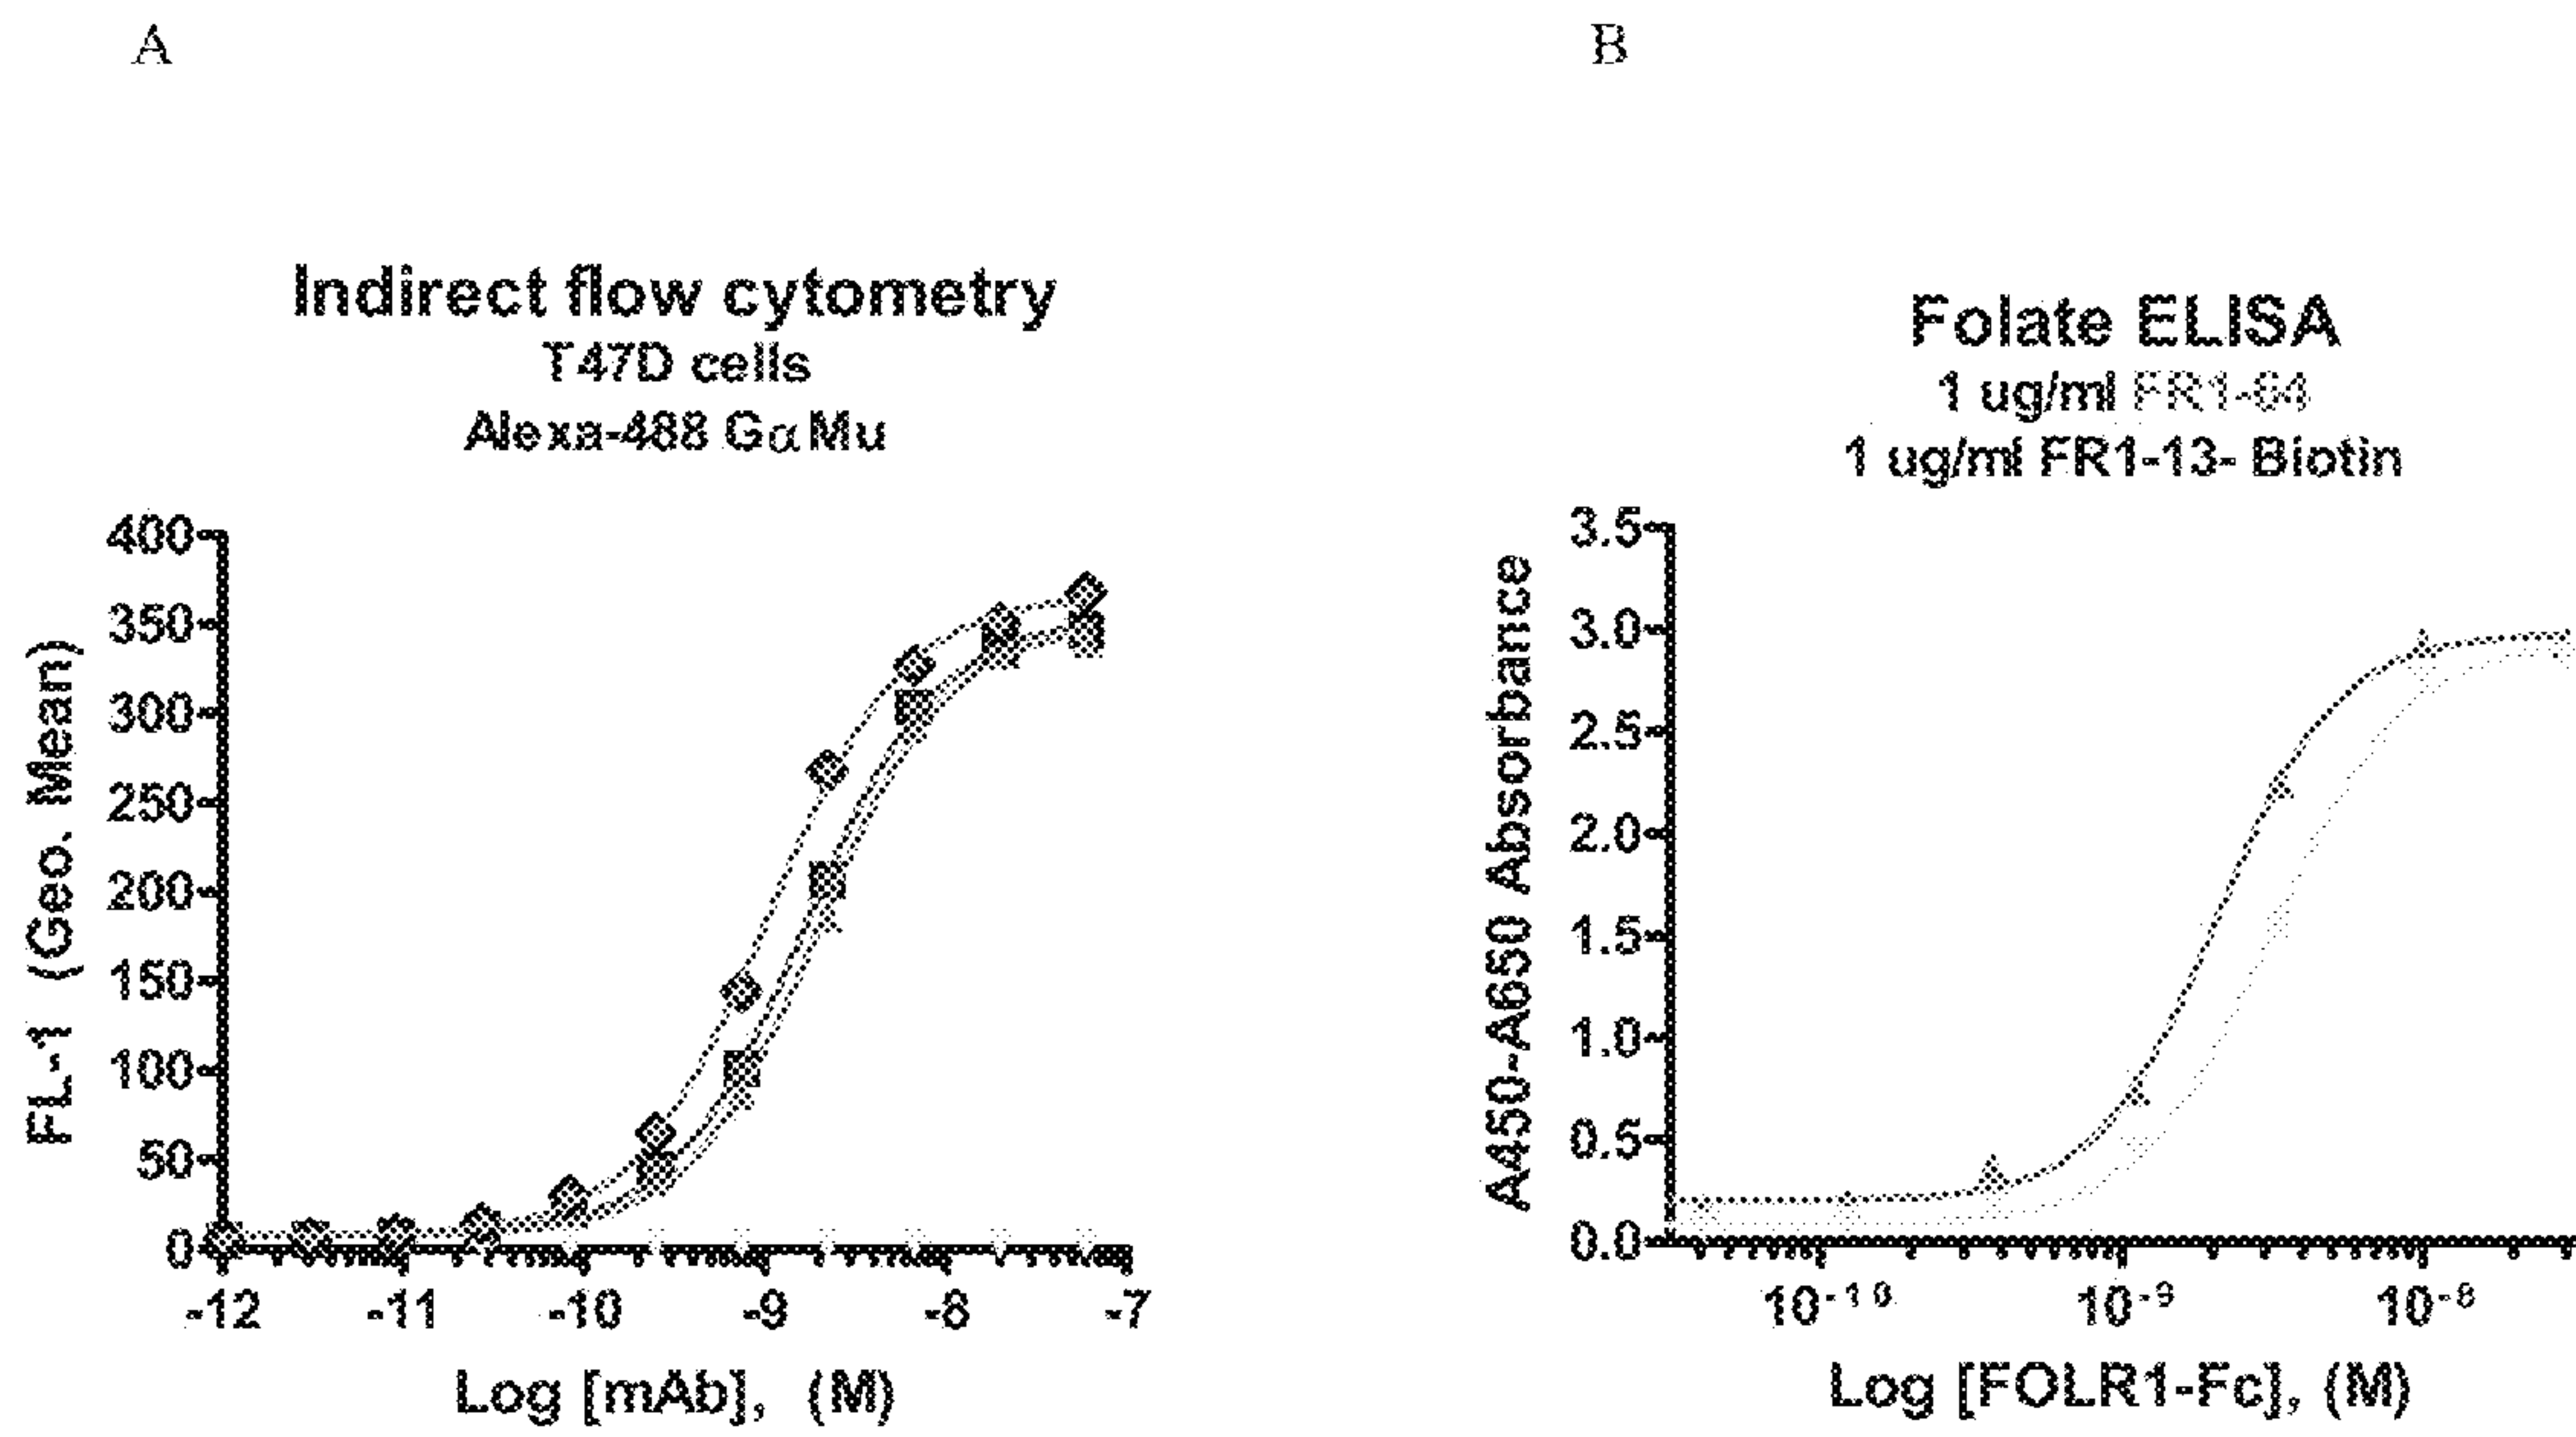 A
B
Indirect flow cytometry
T47D cells
Alexa-488 GαMu
400
350
300
250
200
150
100
50
0
FL-1 (Geo. Mean)
-12 -11 -10 -9 -8 -7
Log [mAb], (M)
Folate ELISA
1 ug/ml FR1-64
1 ug/ml FR1-13- Biotin
3.5
3.0
2.5
2.0
1.5
1.0
0.5
0.0
A450-A650 Absorbance
10-10 10-9 10-8
Log [FOLR1-Fc], (M)